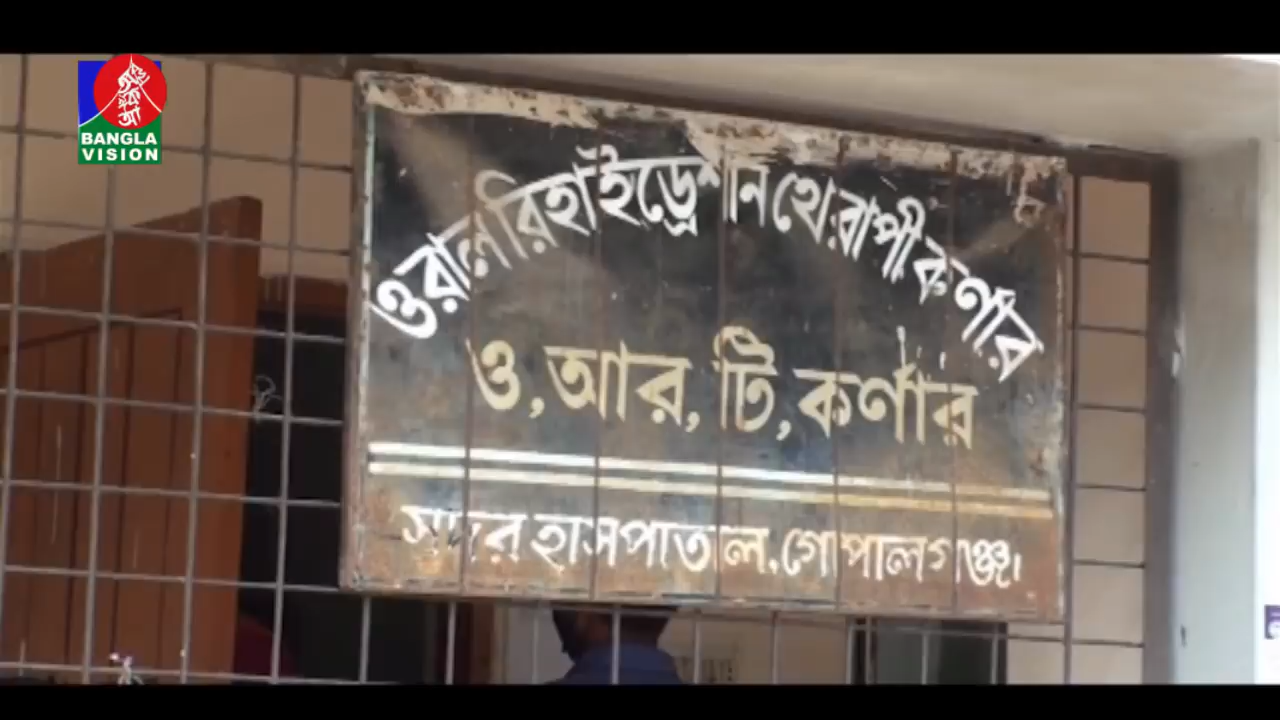 BANGLA
VISION
ওরাল রিহাইড্রেশান থেরাপী কর্ণার
ও, আর, টি, কর্ণার
সদর হাসপাতাল, গোপালগঞ্জ।